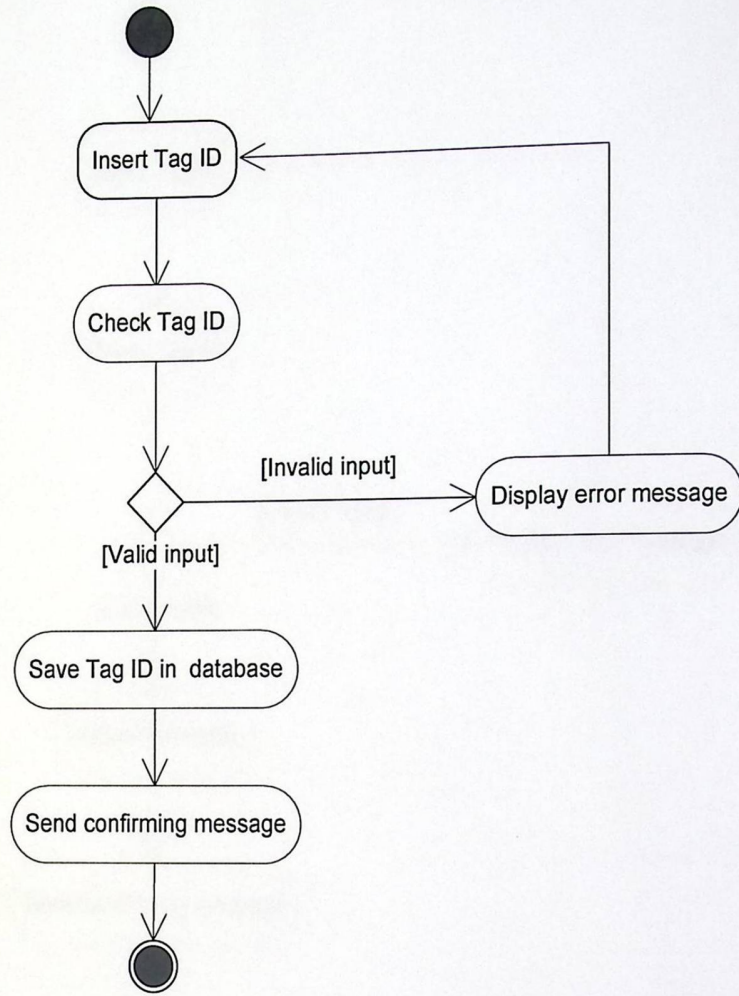 Insert Tag ID
Check Tag ID
[Invalid input]
Display error message
[Valid input]
Save Tag ID in database
Send confirming message